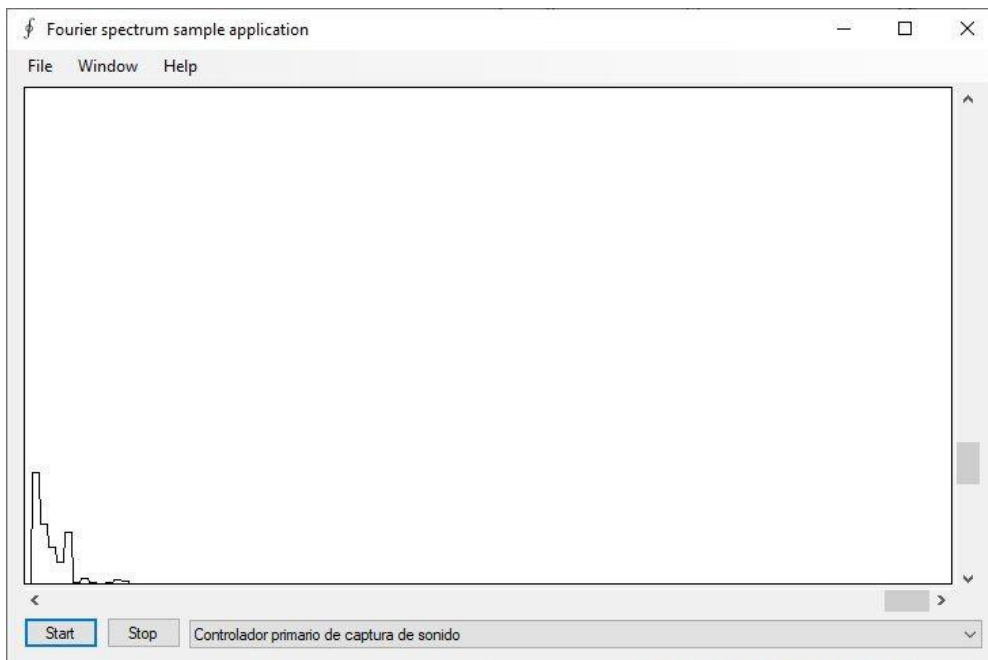 Fourier spectrum sample application
File Window Help
Start Stop Controlador primario de captura de sonido